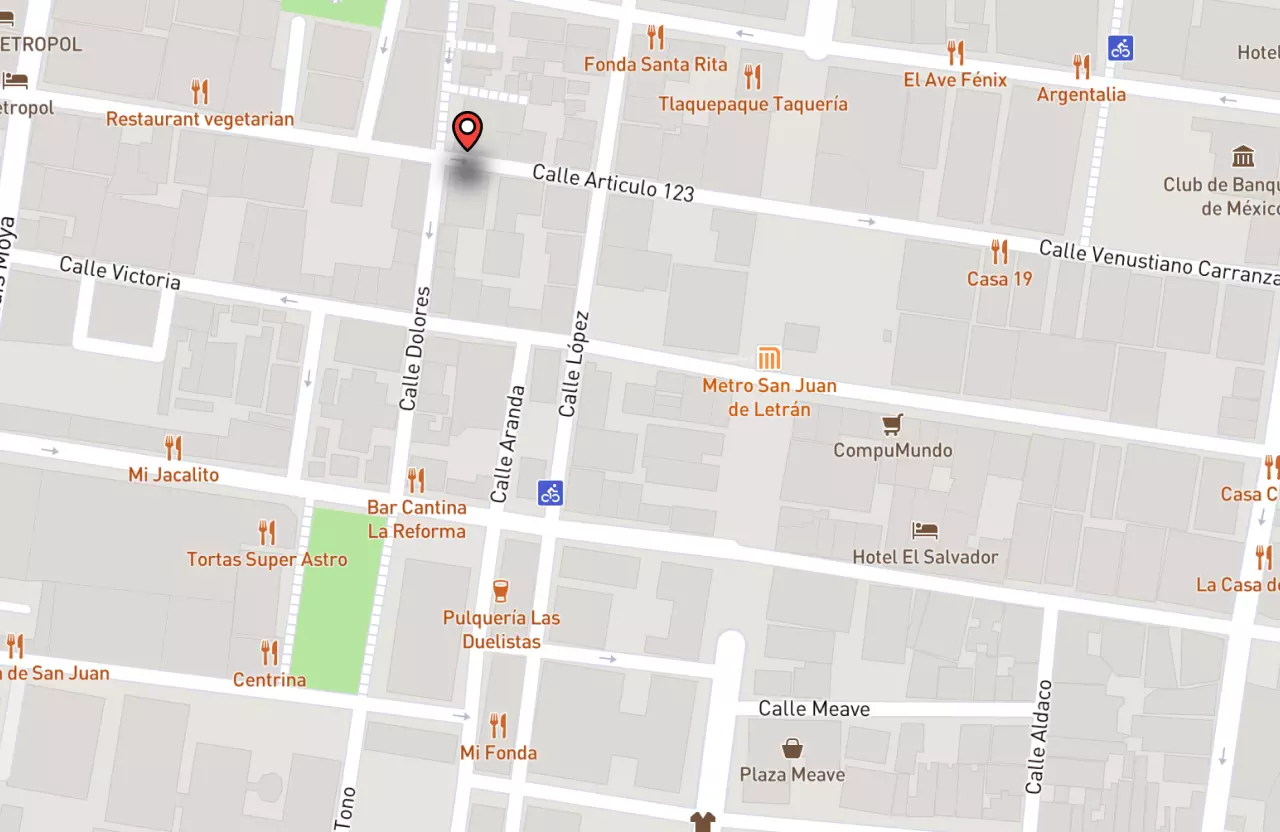 ETROPOL
etropol
Restaurant vegetarian
Fonda Santa Rita
Tlaquepaque Taquería
El Ave Fénix
Argentalia
Hotel
Calle Articulo 123
Club de Banqu
de México
Calle Venustiano Carranza
Casa 19
Calle Victoria
Calle Dolores
Calle López
Calle Aranda
Metro San Juan
de Letrán
CompuMundo
Mi Jacalito
Bar Cantina
La Reforma
Tortas Super Astro
Hotel El Salvador
Casa C
La Casa de
Pulquería Las
Duelistas
n de San Juan
Centrina
Mi Fonda
Calle Meave
Calle Aldaco
Plaza Meave
Tono